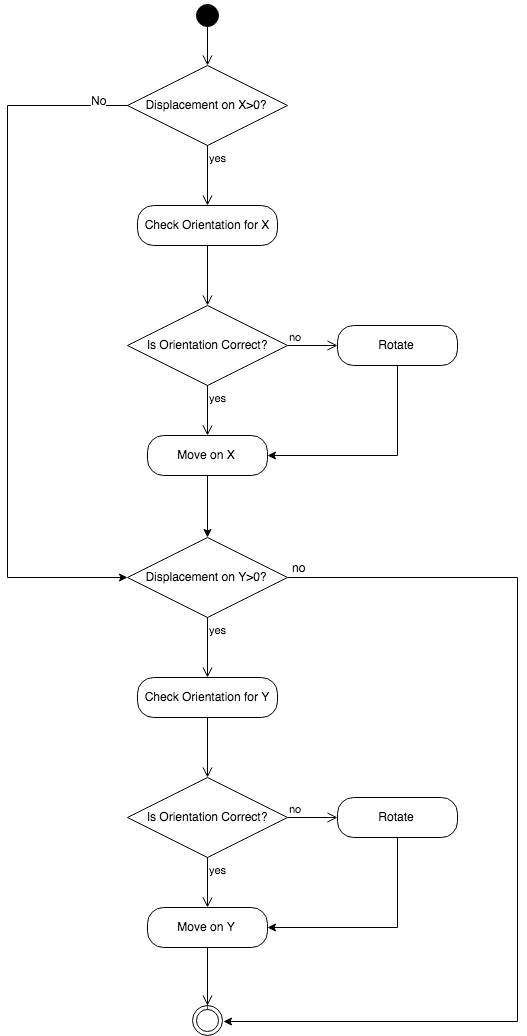 Displacement on X>0?
No
yes
Check Orientation for X
Is Orientation Correct?
no
Rotate
yes
Move on X
Displacement on Y>0?
no
yes
Check Orientation for Y
Is Orientation Correct?
no
Rotate
yes
Move on Y